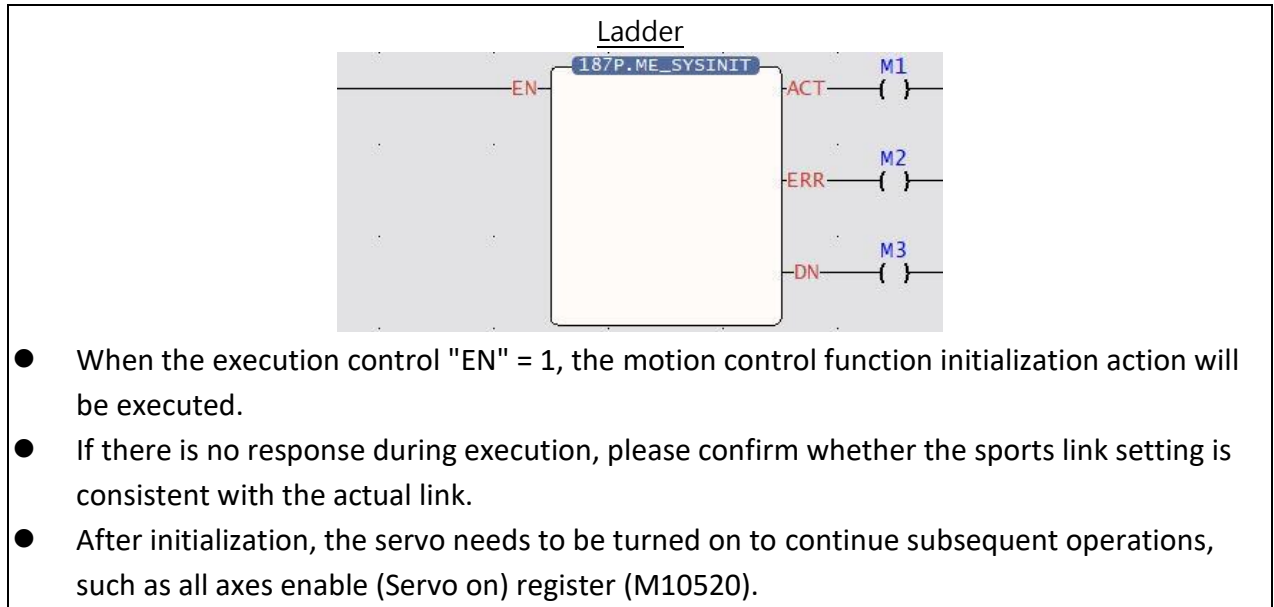 Ladder
187P.ME_SYSINIT
EN ACT M1 ( )
ERR M2 ( )
DN M3 ( )
● When the execution control "EN" = 1, the motion control function initialization action will
be executed.
● If there is no response during execution, please confirm whether the sports link setting is
consistent with the actual link.
● After initialization, the servo needs to be turned on to continue subsequent operations,
such as all axes enable (Servo on) register (M10520).